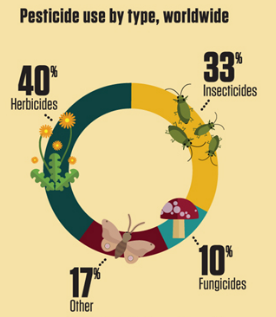 Pesticide use by type, worldwide
40%
Herbicides
33%
Insecticides
10%
Fungicides
17%
Other